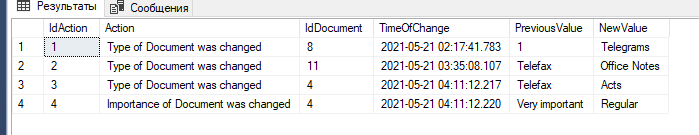 Результаты Сообщения
IdAction Action IdDocument TimeOfChange PreviousValue NewValue
1 1 Type of Document was changed 8 2021-05-21 02:17:41.783 1 Telegrams
2 2 Type of Document was changed 11 2021-05-21 03:35:08.107 Telefax Office Notes
3 3 Type of Document was changed 4 2021-05-21 04:11:12.217 Telefax Acts
4 4 Importance of Document was changed 4 2021-05-21 04:11:12.220 Very important Regular